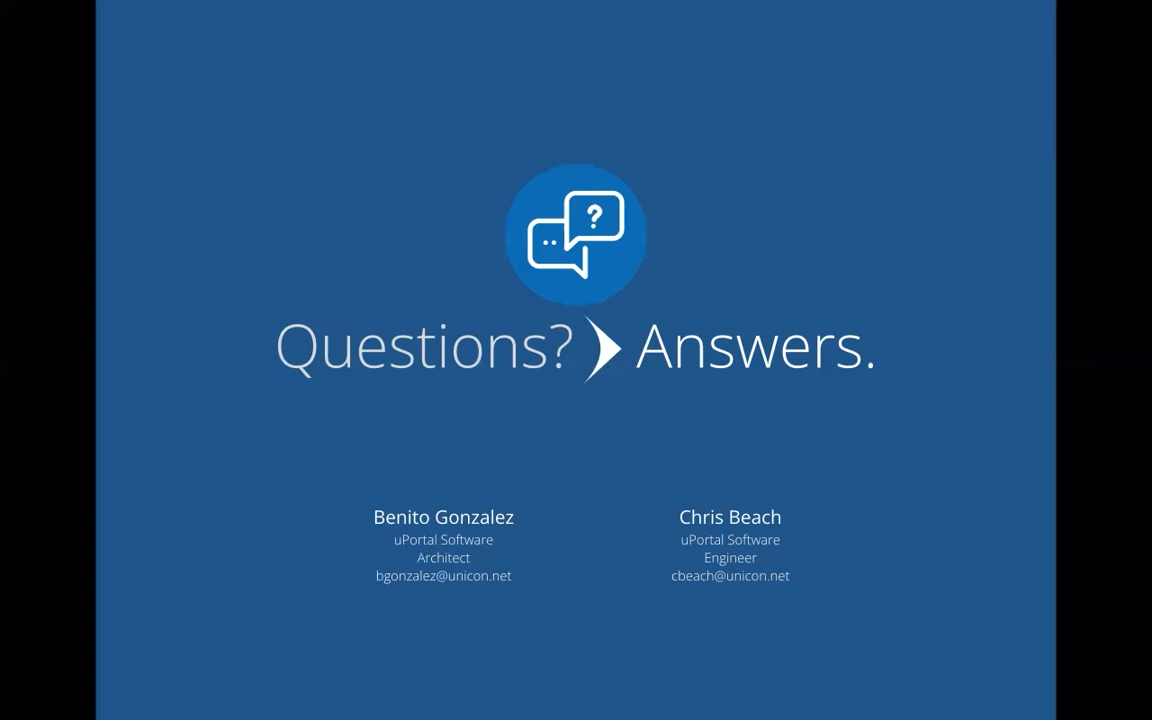 ?
Questions? Answers.
Benito Gonzalez
uPortal Software
Architect
bgonzalez@unicon.net
Chris Beach
uPortal Software
Engineer
cbeach@unicon.net